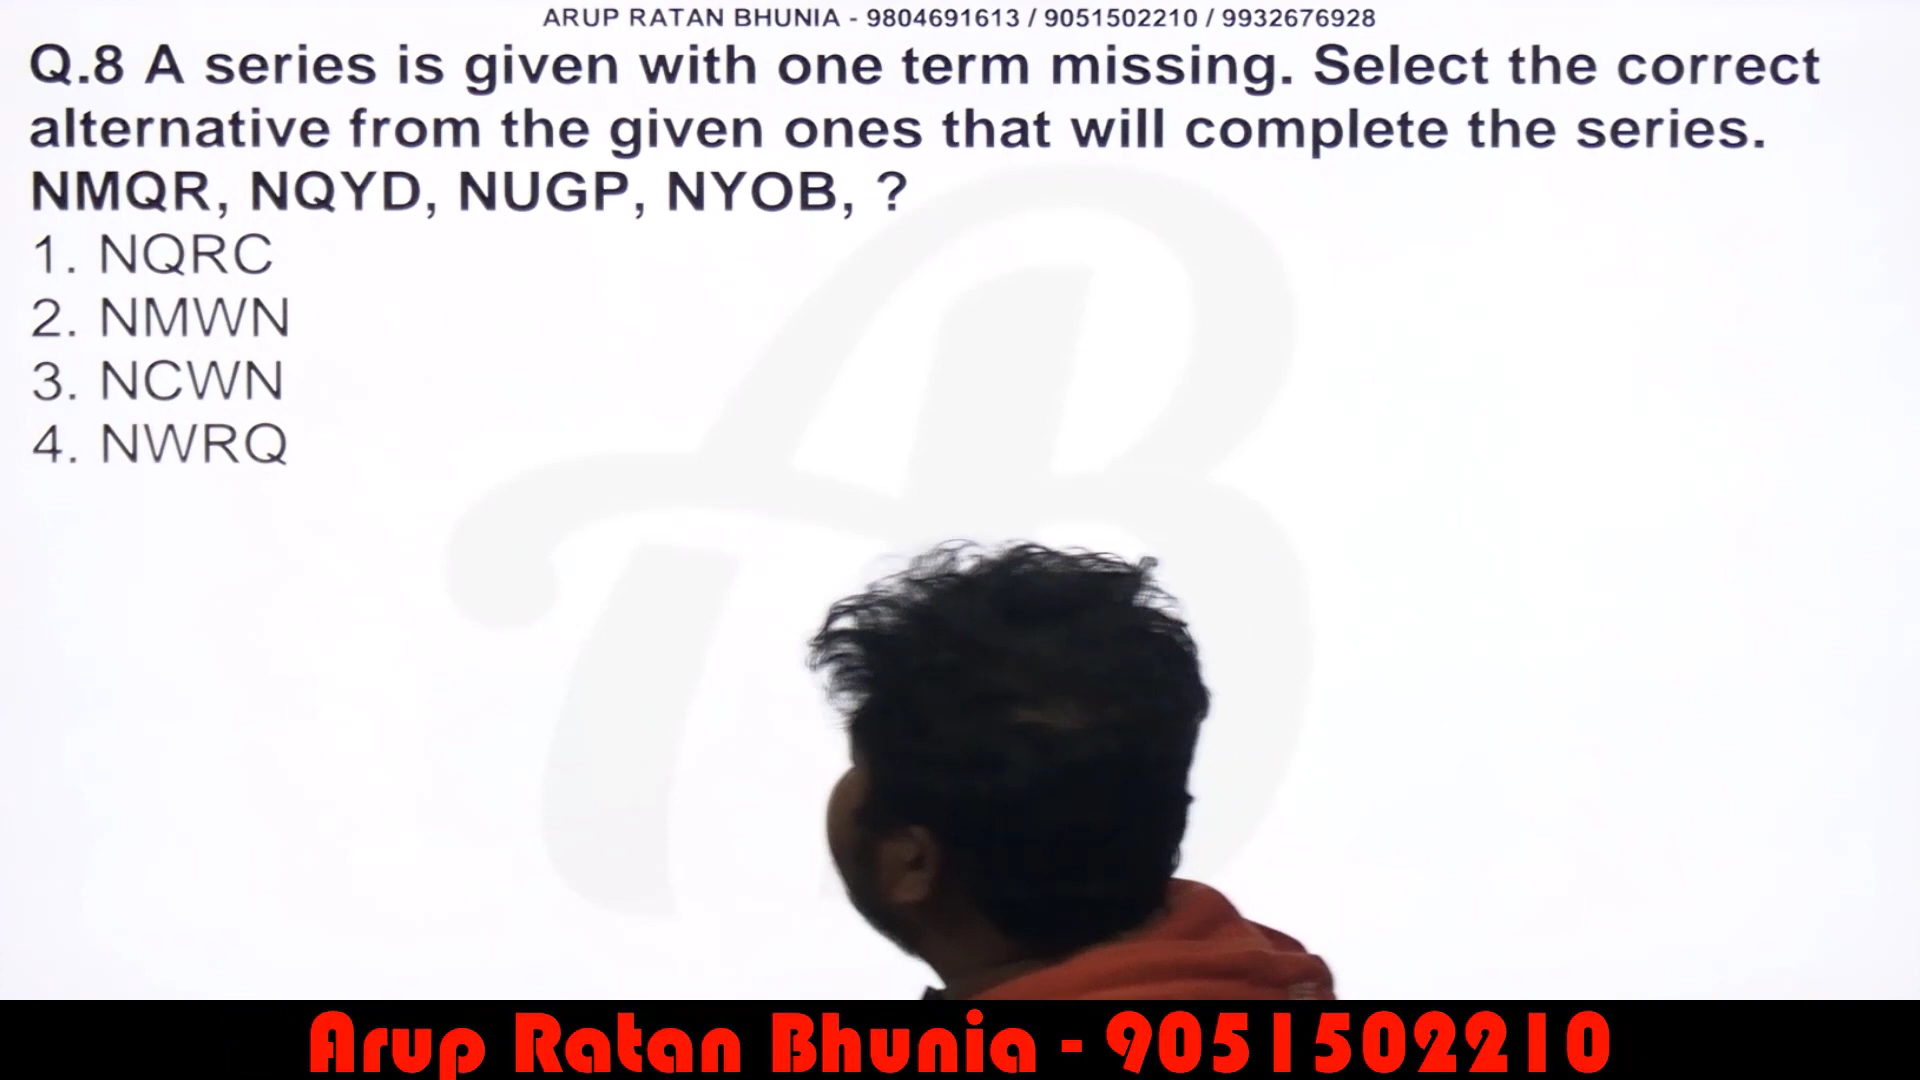 ARUP RATAN BHUNIA - 9804691613 / 9051502210 / 9932676928
Q.8 A series is given with one term missing. Select the correct
alternative from the given ones that will complete the series.
NMQR, NQYD, NUGP, NYOB, ?
1. NQRC
2. NMWN
3. NCWN
4. NWRQ
Arup Ratan Bhunia - 9051502210